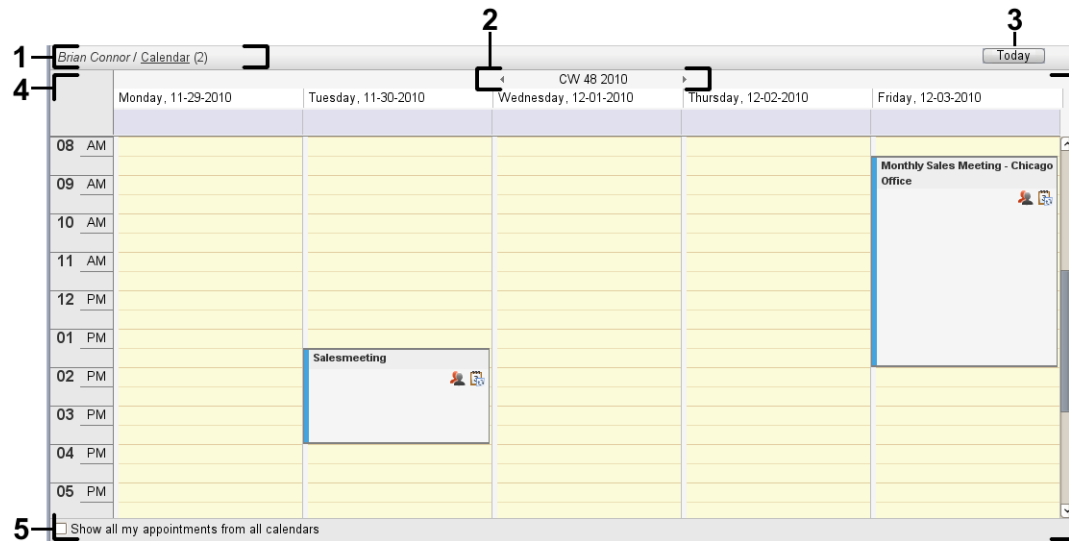 2
3
1
Brian Connor / Calendar (2)
Today
4
CW 48 2010
Monday, 11-29-2010
Tuesday, 11-30-2010
Wednesday, 12-01-2010
Thursday, 12-02-2010
Friday, 12-03-2010
08 AM
Monthly Sales Meeting - Chicago
Office
09 AM
10 AM
11 AM
12 PM
01 PM
Salesmeeting
02 PM
03 PM
04 PM
05 PM
5
Show all my appointments from all calendars